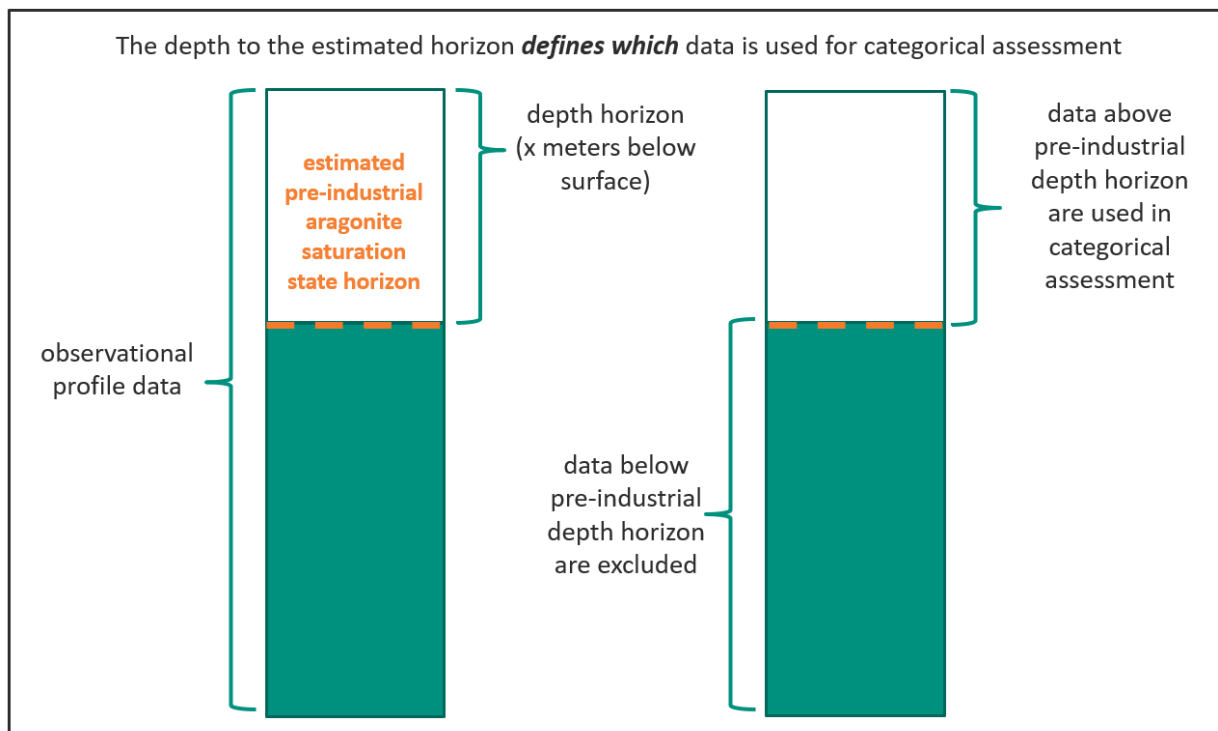 The depth to the estimated horizon defines which data is used for categorical assessment
estimated
pre-industrial
aragonite
saturation
state horizon
depth horizon
(x meters below
surface)
observational
profile data
data above
pre-industrial
depth horizon
are used in
categorical
assessment
data below
pre-industrial
depth horizon
are excluded